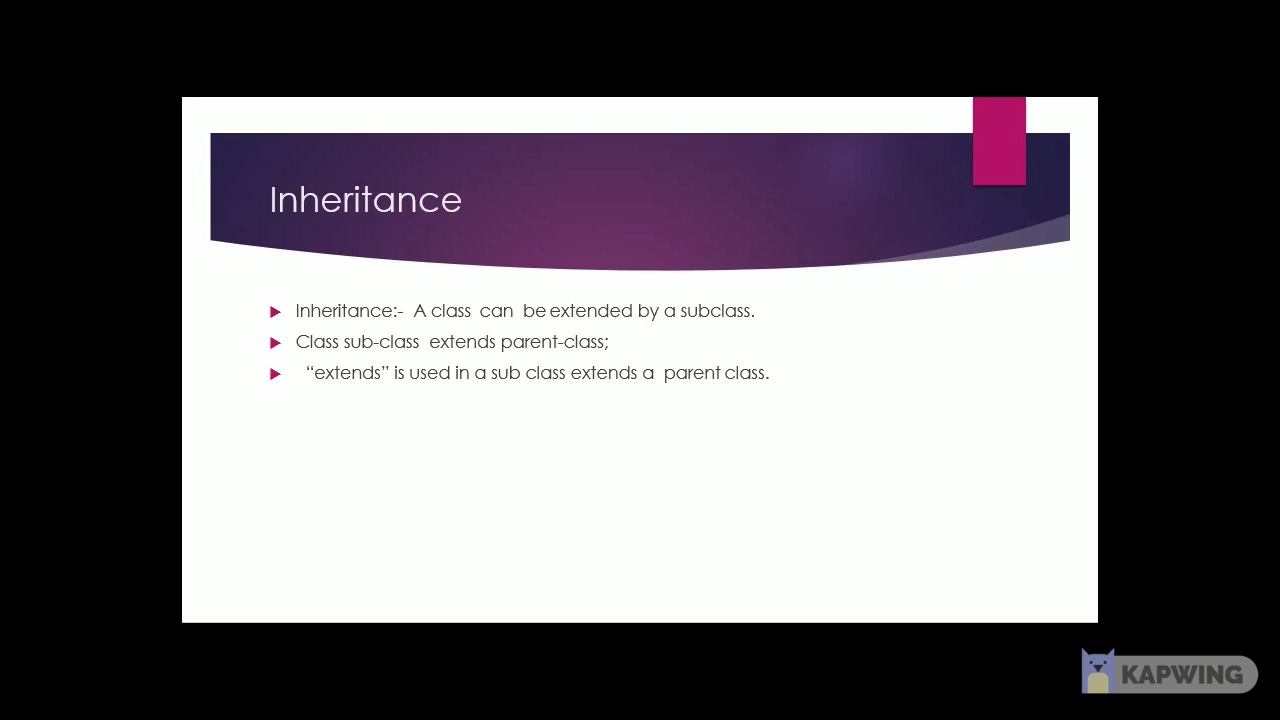 Inheritance
Inheritance:- A class can be extended by a subclass.
Class sub-class extends parent-class;
“extends” is used in a sub class extends a parent class.
KAPWING